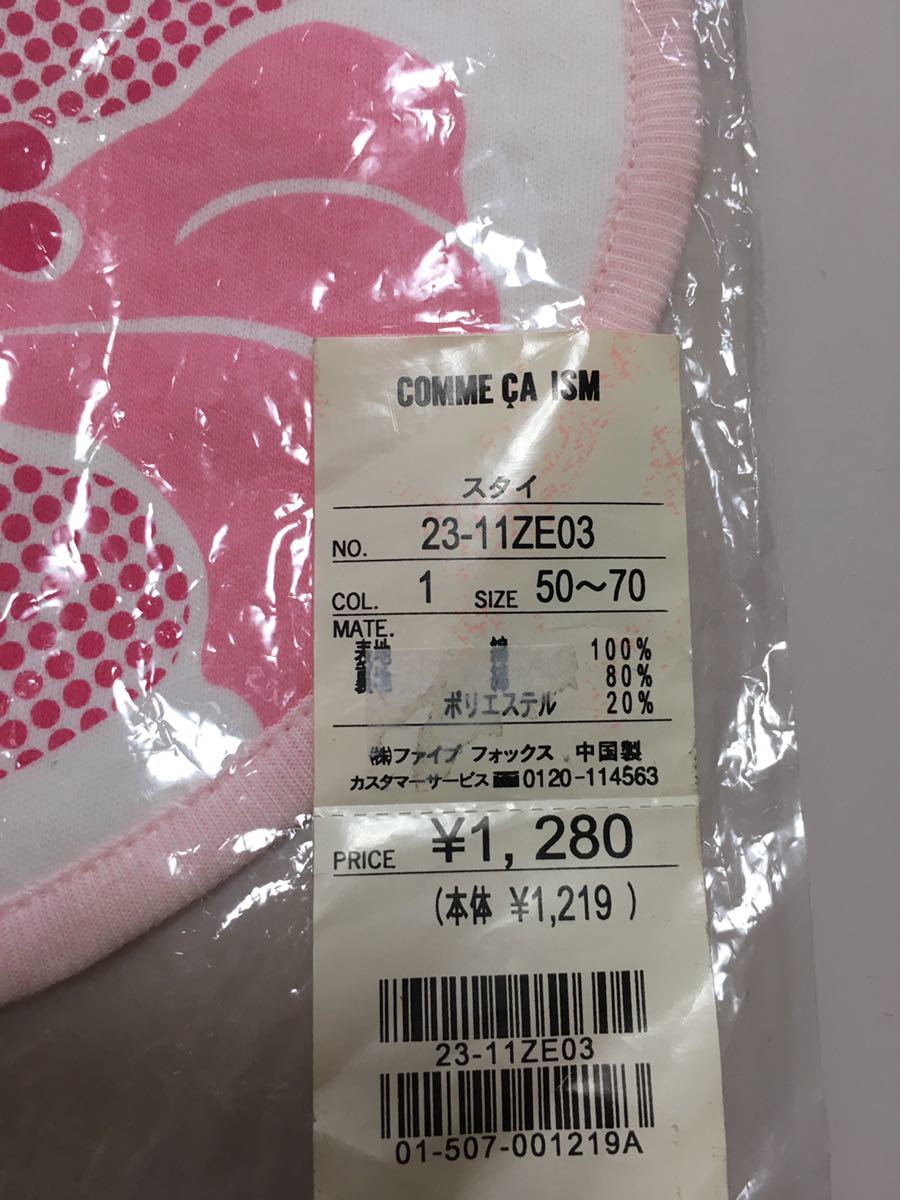 COMME ÇA ISM
スタイ
NO. 23-11ZE03
COL. 1 SIZE 50〜70
MATE.
表地 綿 100%
80%
ポリエステル 20%
㈱ファイブ フォックス 中国製
カスタマーサービス 0120-114563
PRICE ¥1,280
(本体 ¥1,219)
23-11ZE03
01-507-001219A